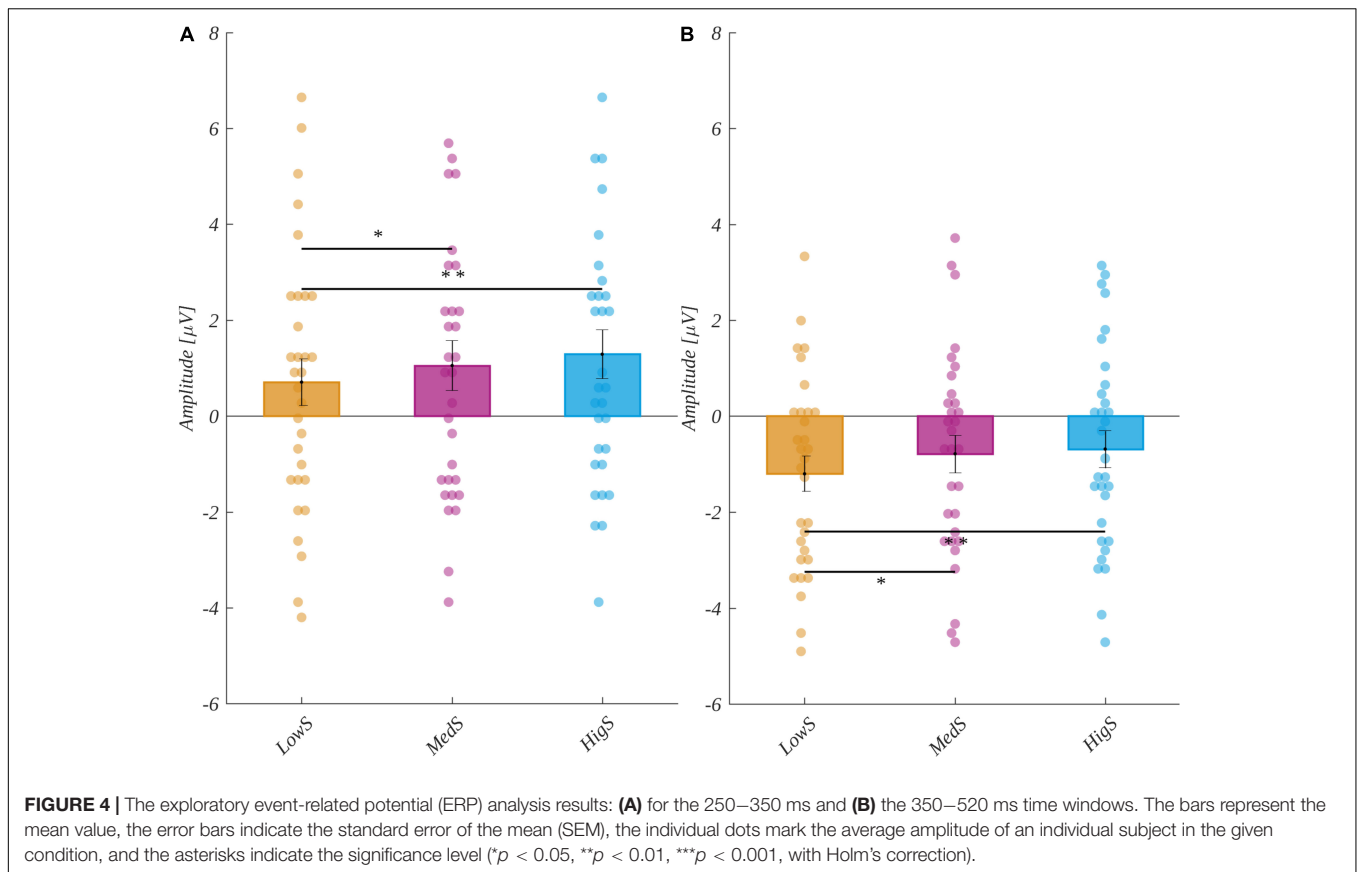 A
8
6
4
2
0
-2
-4
-6
Amplitude [μV]
*
**
LowS
MedS
HigS
B
8
6
4
2
0
-2
-4
-6
Amplitude [μV]
**
*
LowS
MedS
HigS
FIGURE 4 | The exploratory event-related potential (ERP) analysis results: (A) for the 250–350 ms and (B) the 350–520 ms time windows. The bars represent the
mean value, the error bars indicate the standard error of the mean (SEM), the individual dots mark the average amplitude of an individual subject in the given
condition, and the asterisks indicate the significance level (*p < 0.05, **p < 0.01, ***p < 0.001, with Holm's correction).